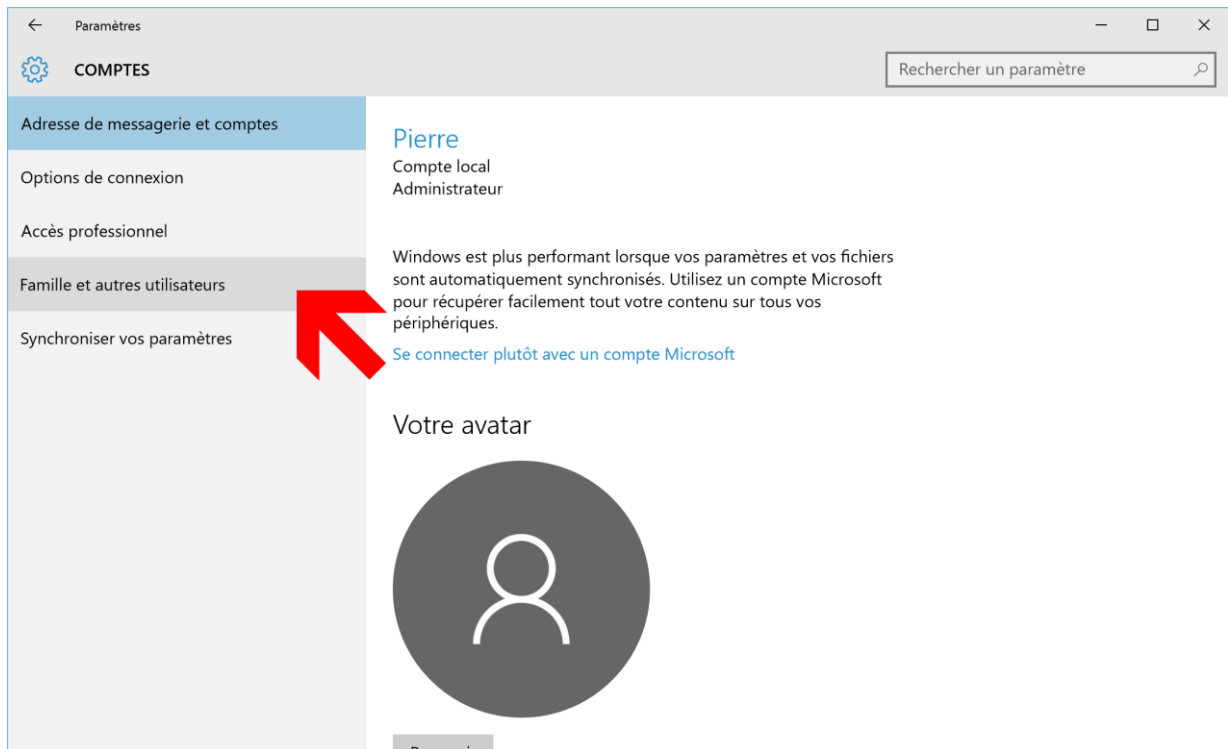 Paramètres
COMPTES
Rechercher un paramètre
Adresse de messagerie et comptes
Options de connexion
Accès professionnel
Famille et autres utilisateurs
Synchroniser vos paramètres
Pierre
Compte local
Administrateur
Windows est plus performant lorsque vos paramètres et vos fichiers
sont automatiquement synchronisés. Utilisez un compte Microsoft
pour récupérer facilement tout votre contenu sur tous vos
périphériques.
Se connecter plutôt avec un compte Microsoft
Votre avatar